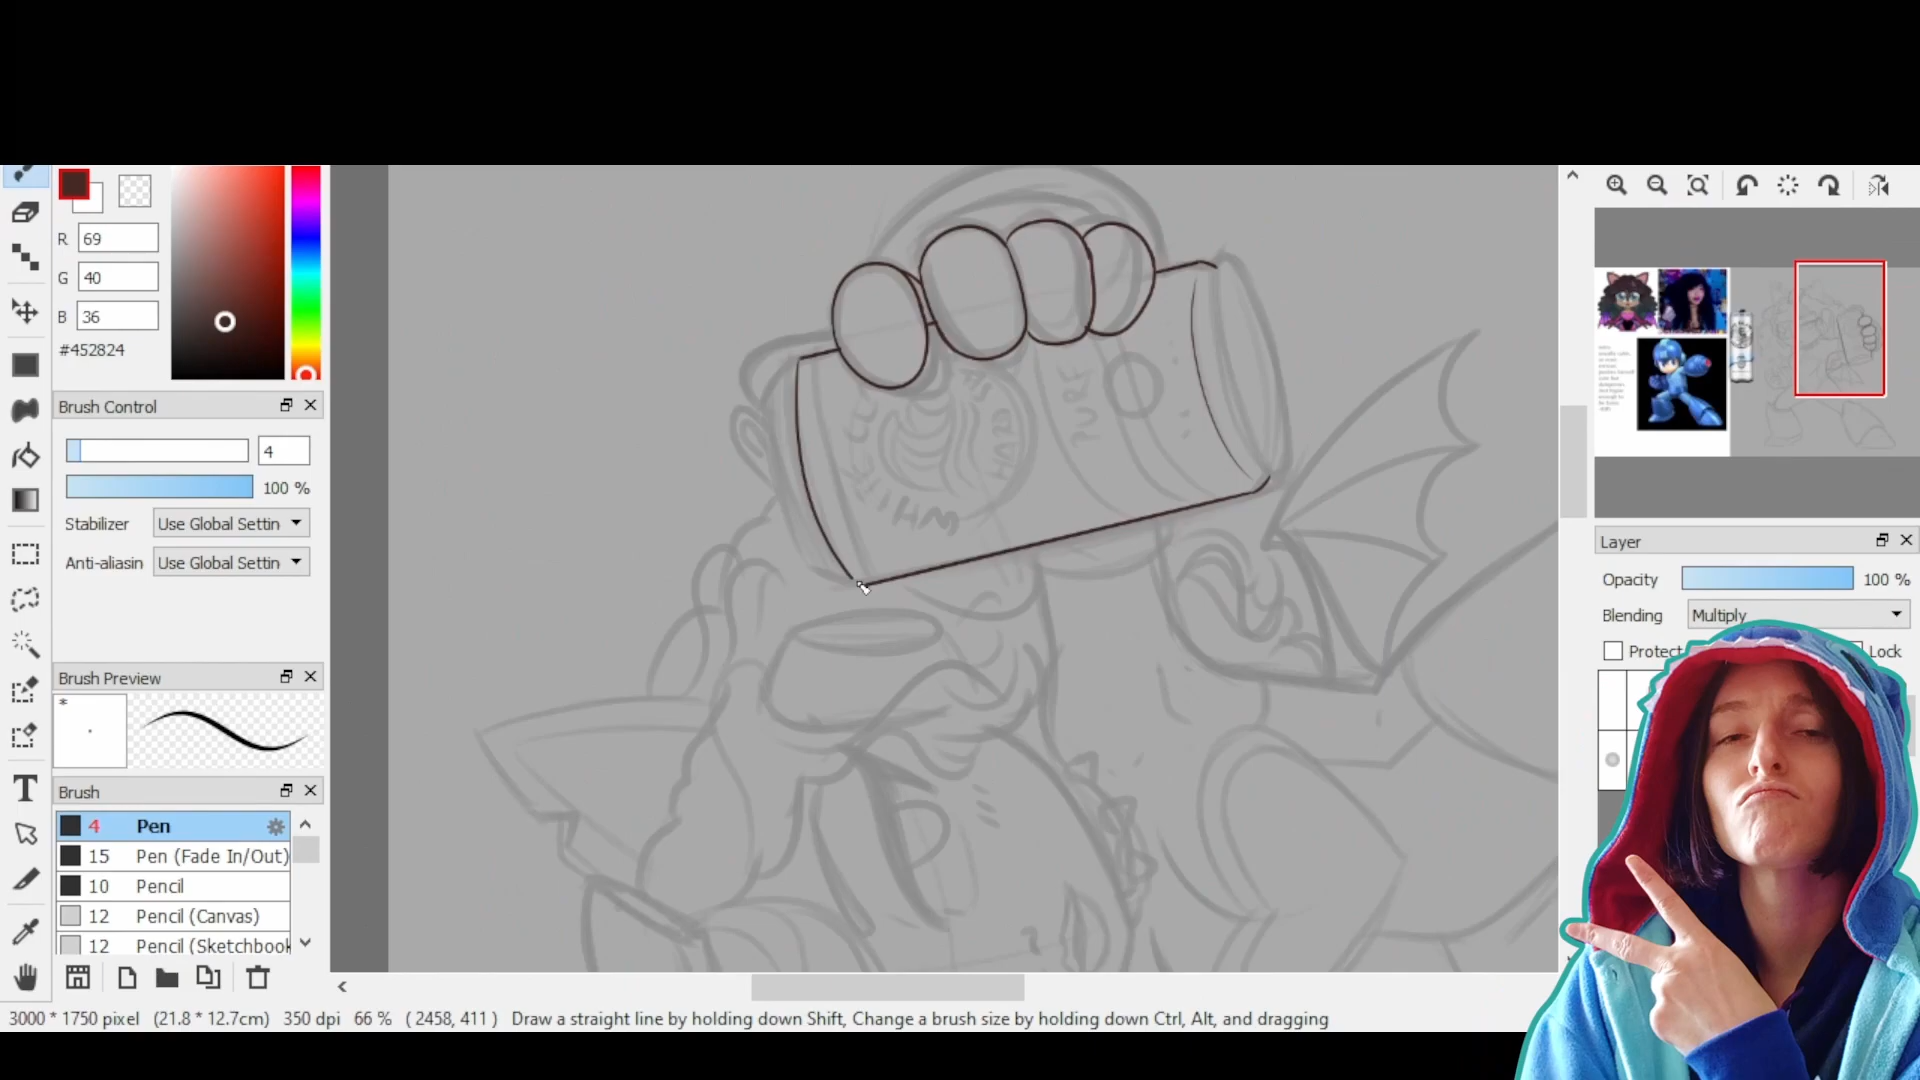 R 69
G 40
B 36
#452824
Brush Control
4
100 %
Stabilizer Use Global Settin
Anti-aliasin Use Global Settin
Brush Preview
*
Brush
4 Pen
15 Pen (Fade In/Out)
10 Pencil
12 Pencil (Canvas)
12 Pencil (Sketchbook
T
3000 * 1750 pixel (21.8 * 12.7cm) 350 dpi 66 % ( 2458, 411 ) Draw a straight line by holding down Shift, Change a brush size by holding down Ctrl, Alt, and dragging
Layer
Opacity 100 %
Blending Multiply
Protect Lock